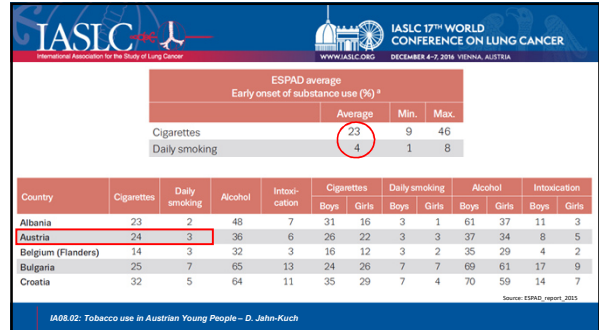 IASLC
International Association for the Study of Lung Cancer
WWW.IASLC.ORG
IASLC 17TH WORLD
CONFERENCE ON LUNG CANCER
DECEMBER 4–7, 2016 VIENNA, AUSTRIA
ESPAD average
Early onset of substance use (%) a
Average Min. Max.
Cigarettes 23 9 46
Daily smoking 4 1 8
Country Cigarettes Daily smoking Alcohol Intoxi-cation Cigarettes Daily smoking Alcohol Intoxication
Boys Girls Boys Girls Boys Girls Boys Girls
Albania 23 2 48 7 31 16 3 1 61 37 11 3
Austria 24 3 36 6 26 22 3 3 37 34 8 5
Belgium (Flanders) 14 3 32 3 16 12 3 2 35 29 4 2
Bulgaria 25 7 65 13 24 26 7 7 69 61 17 9
Croatia 32 5 64 11 35 29 7 4 70 59 14 7
Source: ESPAD_report_2015
IA08.02: Tobacco use in Austrian Young People – D. Jahn-Kuch